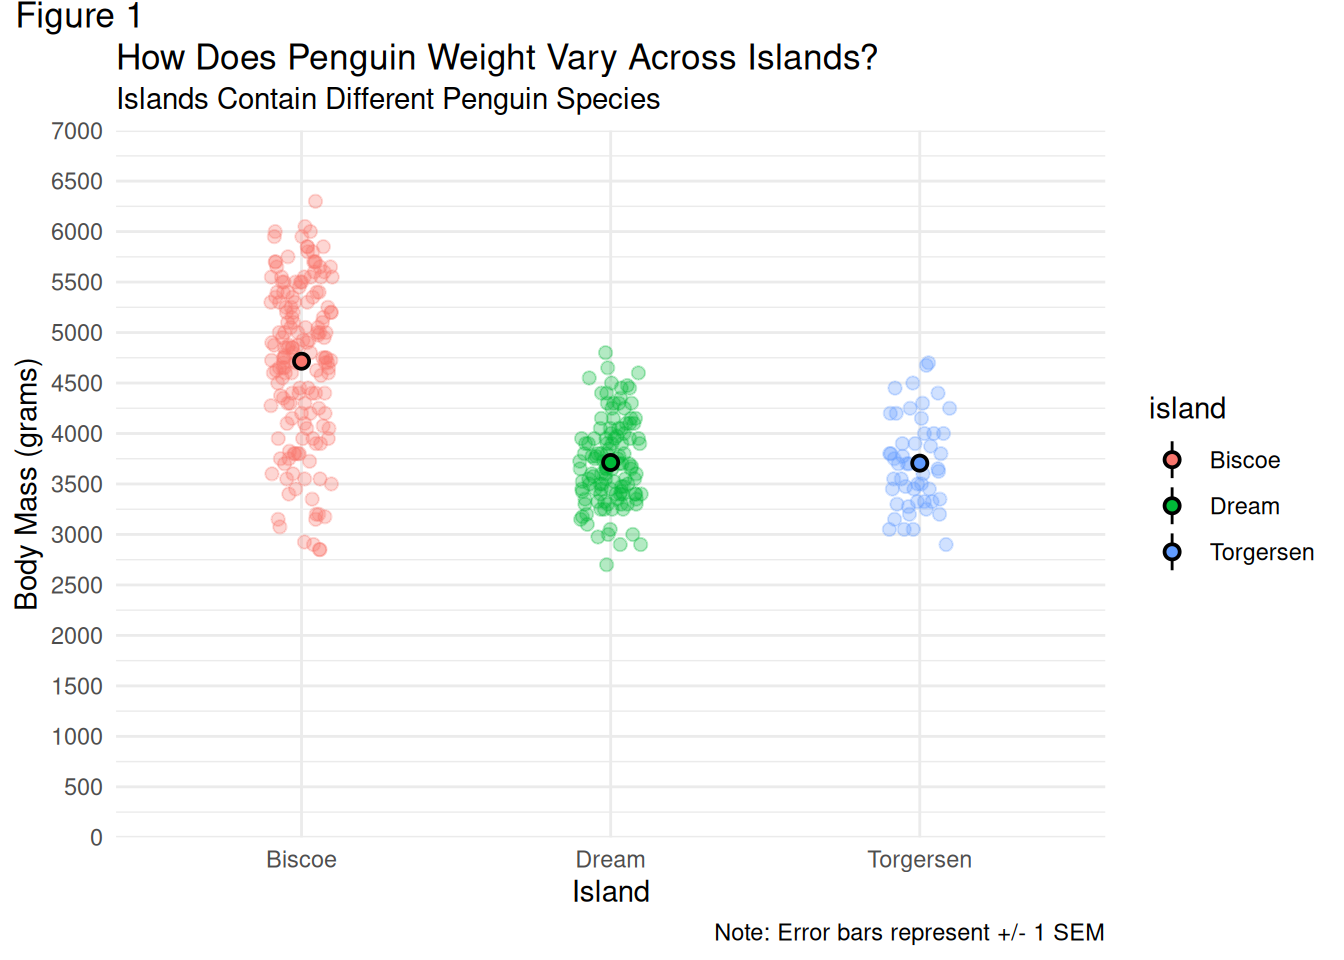 Figure 1
How Does Penguin Weight Vary Across Islands?
Islands Contain Different Penguin Species
7000
6500
6000
5500
5000
4500
4000
3500
3000
2500
2000
1500
1000
500
0
Body Mass (grams)
Biscoe
Dream
Torgersen
Island
island
Biscoe
Dream
Torgersen
Note: Error bars represent +/- 1 SEM